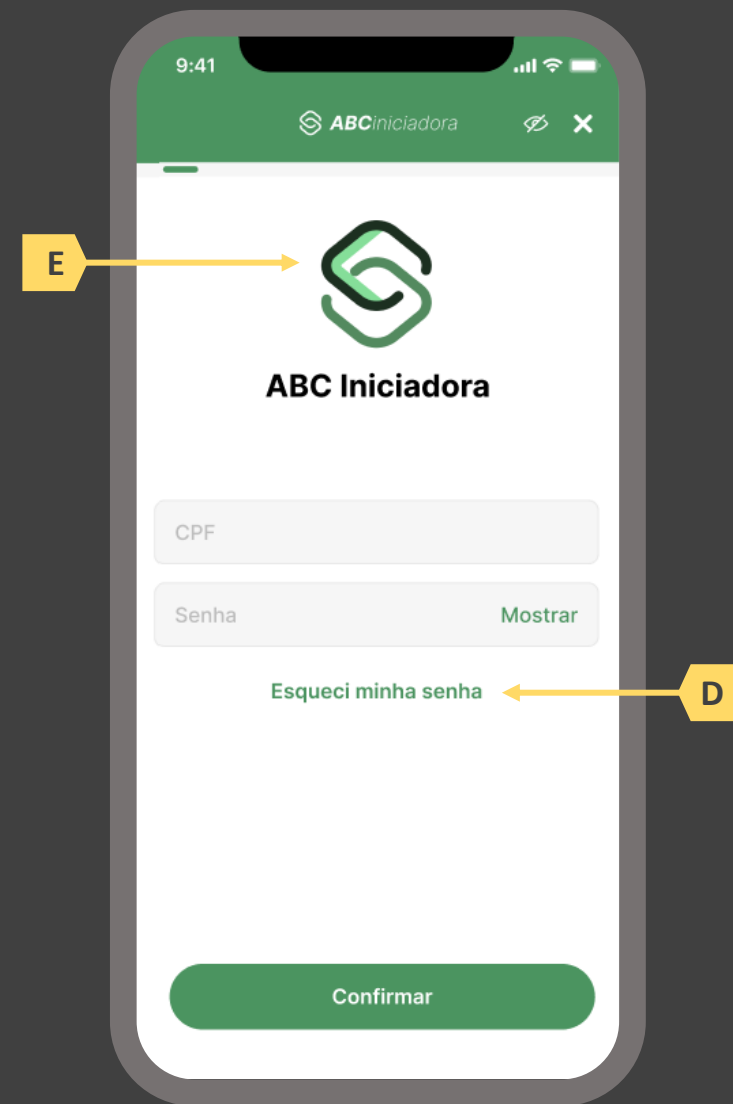 9:41
ABCiniciadora
E
ABC Iniciadora
CPF
Senha
Mostrar
Esqueci minha senha
D
Confirmar